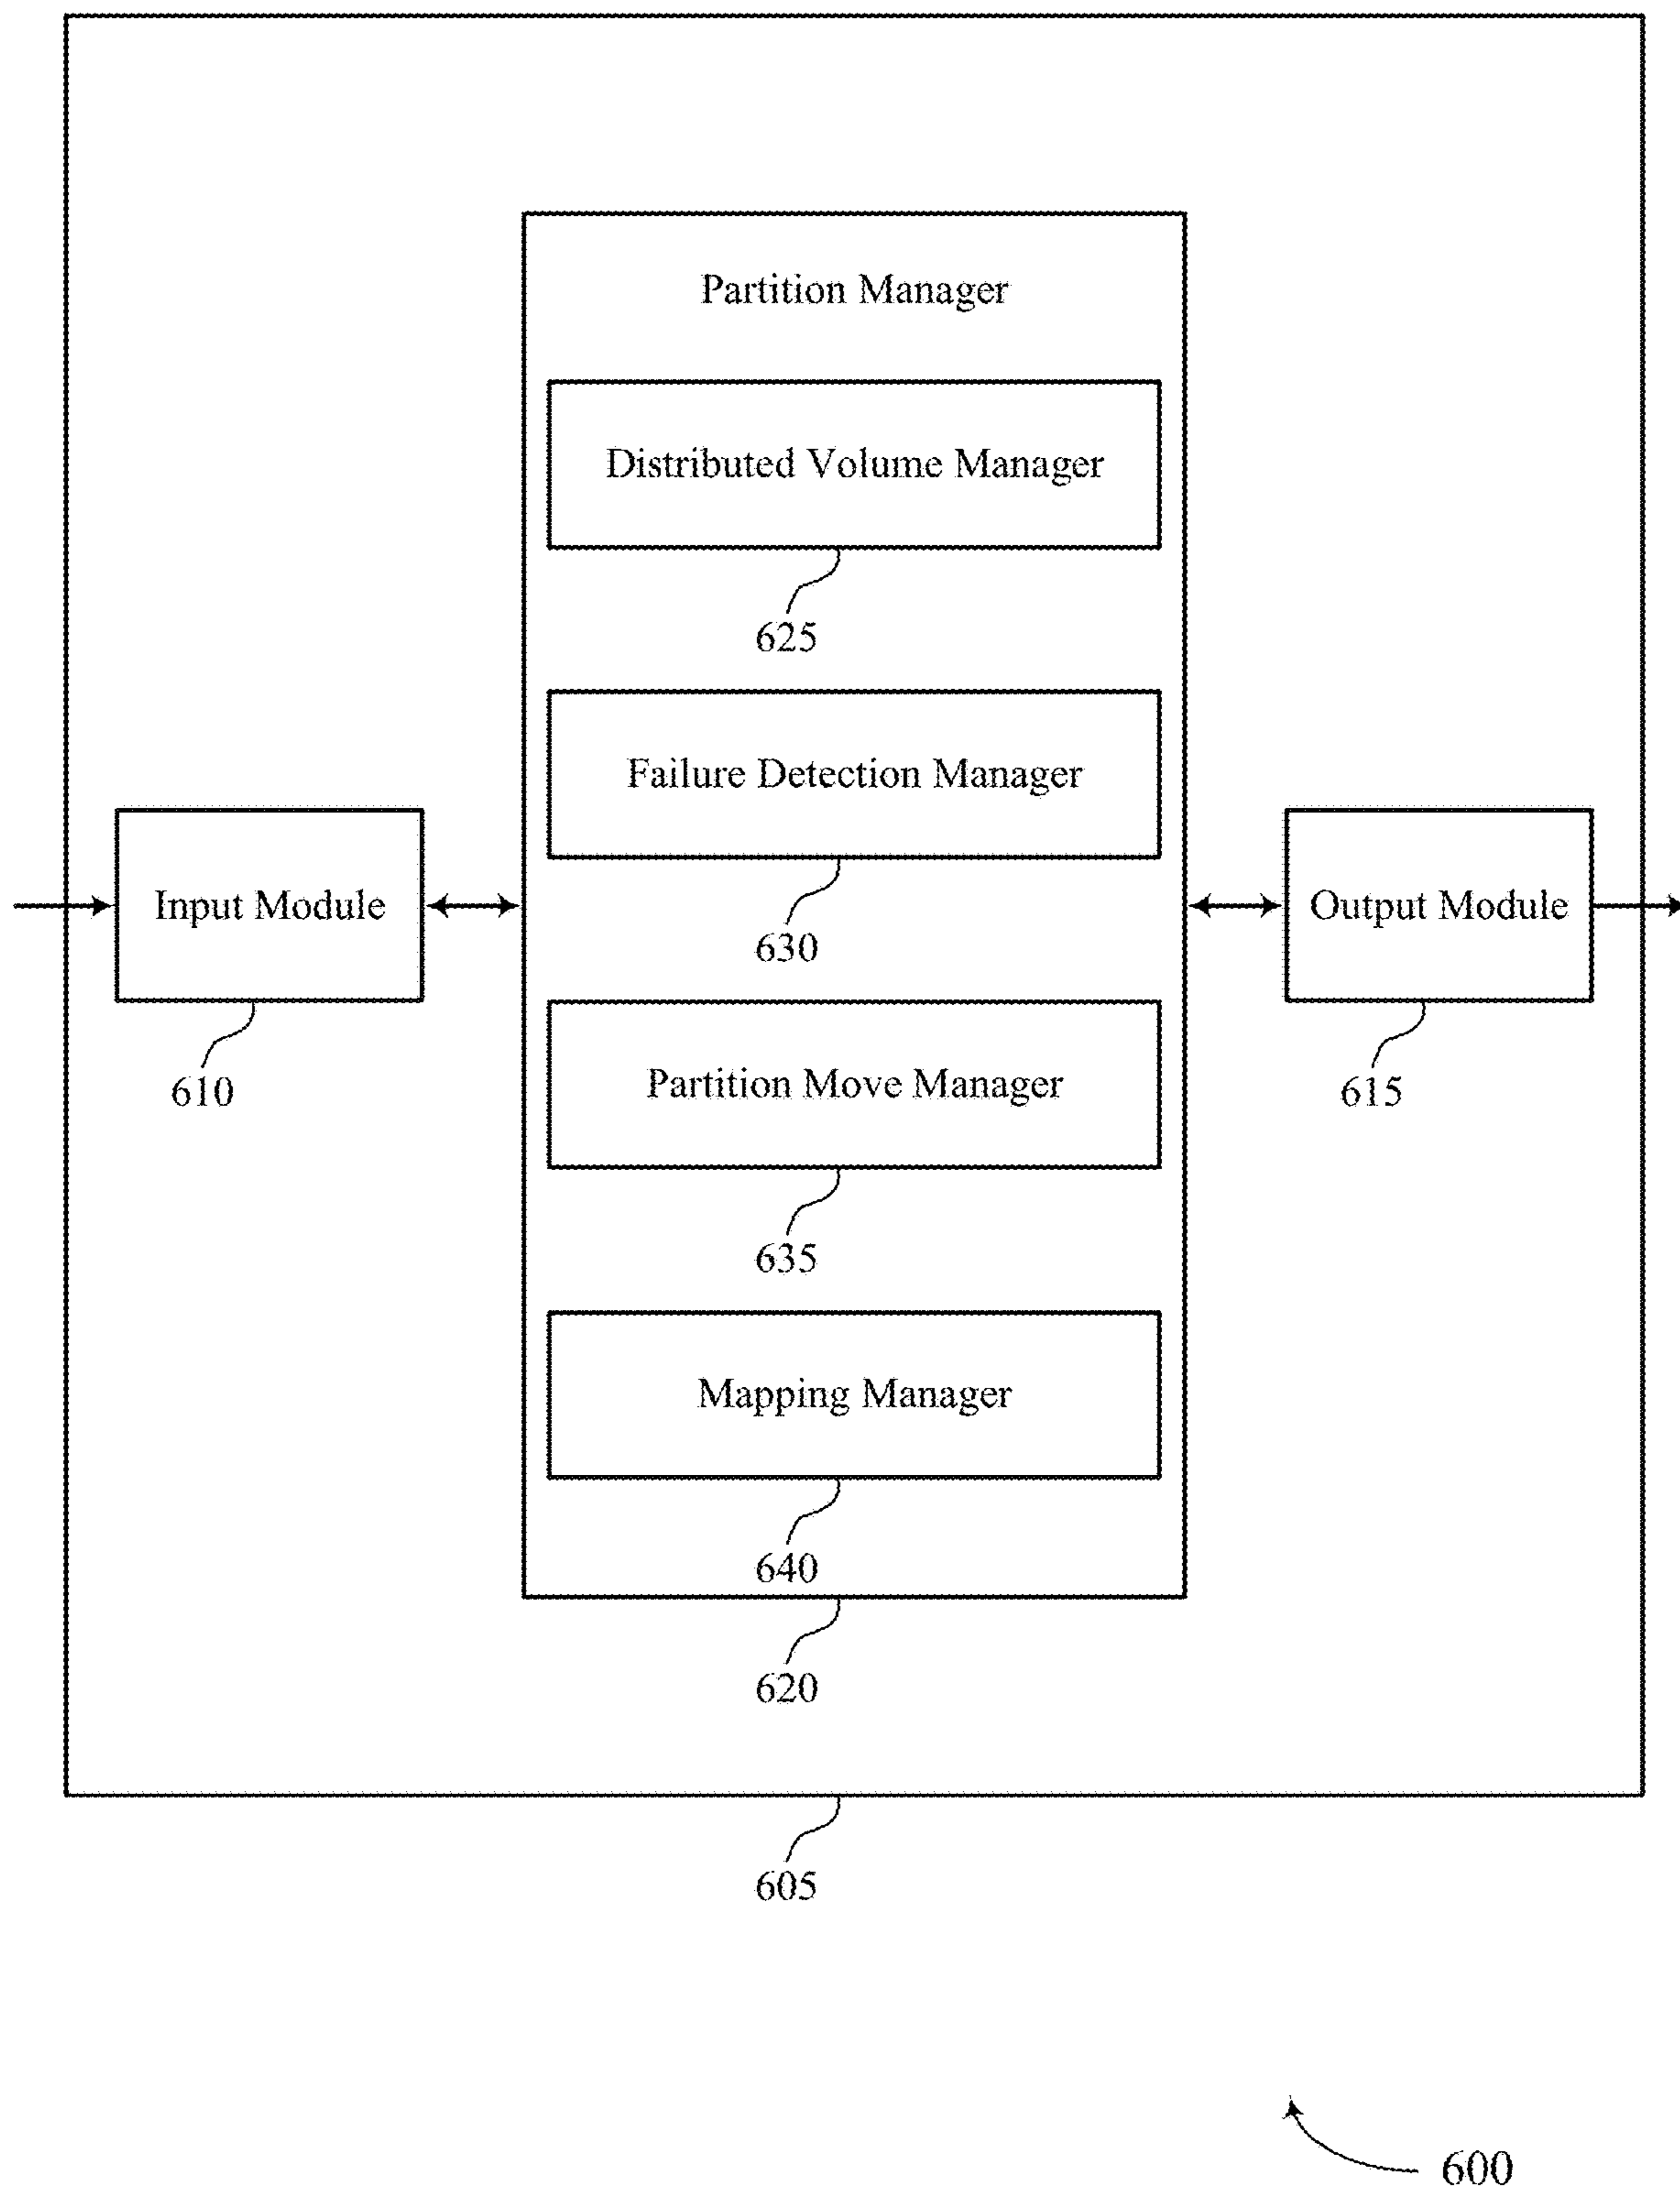 Partition Manager
Distributed Volume Manager
625
Failure Detection Manager
Input Module
Output Module
630
610
Partition Move Manager
615
635
Mapping Manager
640
620
605
600